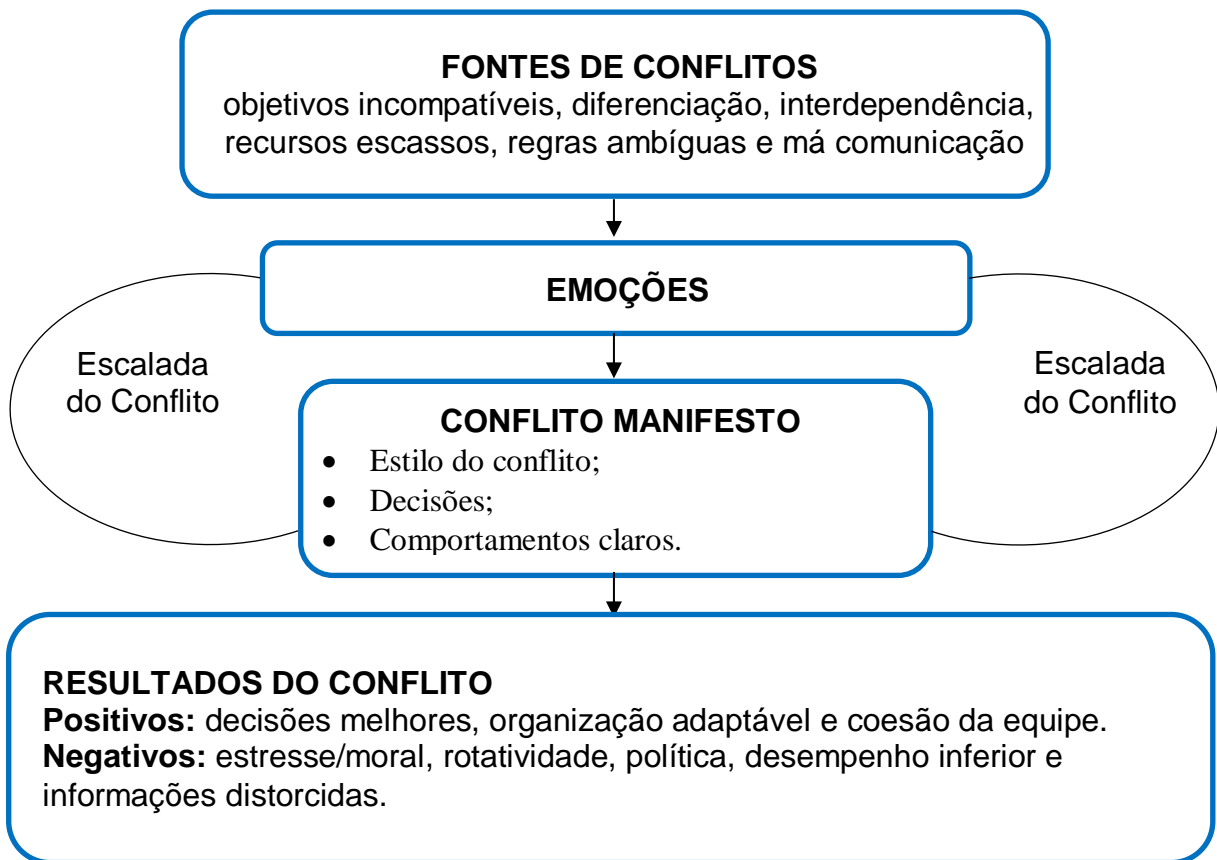 FONTES DE CONFLITOS
objetivos incompatíveis, diferenciação, interdependência,
recursos escassos, regras ambíguas e má comunicação
EMOÇÕES
Escalada
do Conflito
Escalada
do Conflito
CONFLITO MANIFESTO
• Estilo do conflito;
• Decisões;
• Comportamentos claros.
RESULTADOS DO CONFLITO
Positivos: decisões melhores, organização adaptável e coesão da equipe.
Negativos: estresse/moral, rotatividade, política, desempenho inferior e
informações distorcidas.